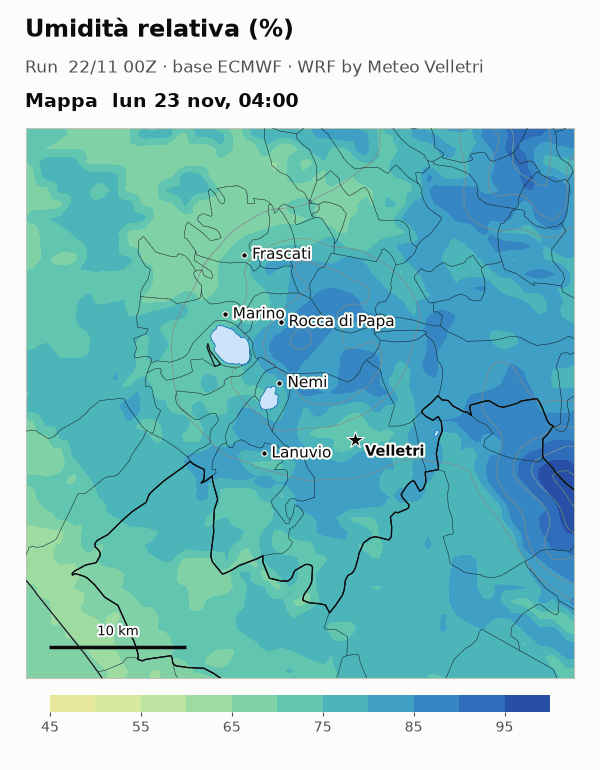 Umidità relativa (%)
Run  22/11 00Z · base ECMWF · WRF by Meteo Velletri
Mappa  lun 23 nov, 04:00
Frascati
Marino
Rocca di Papa
Nemi
Velletri
Lanuvio
10 km
45 55 65 75 85 95